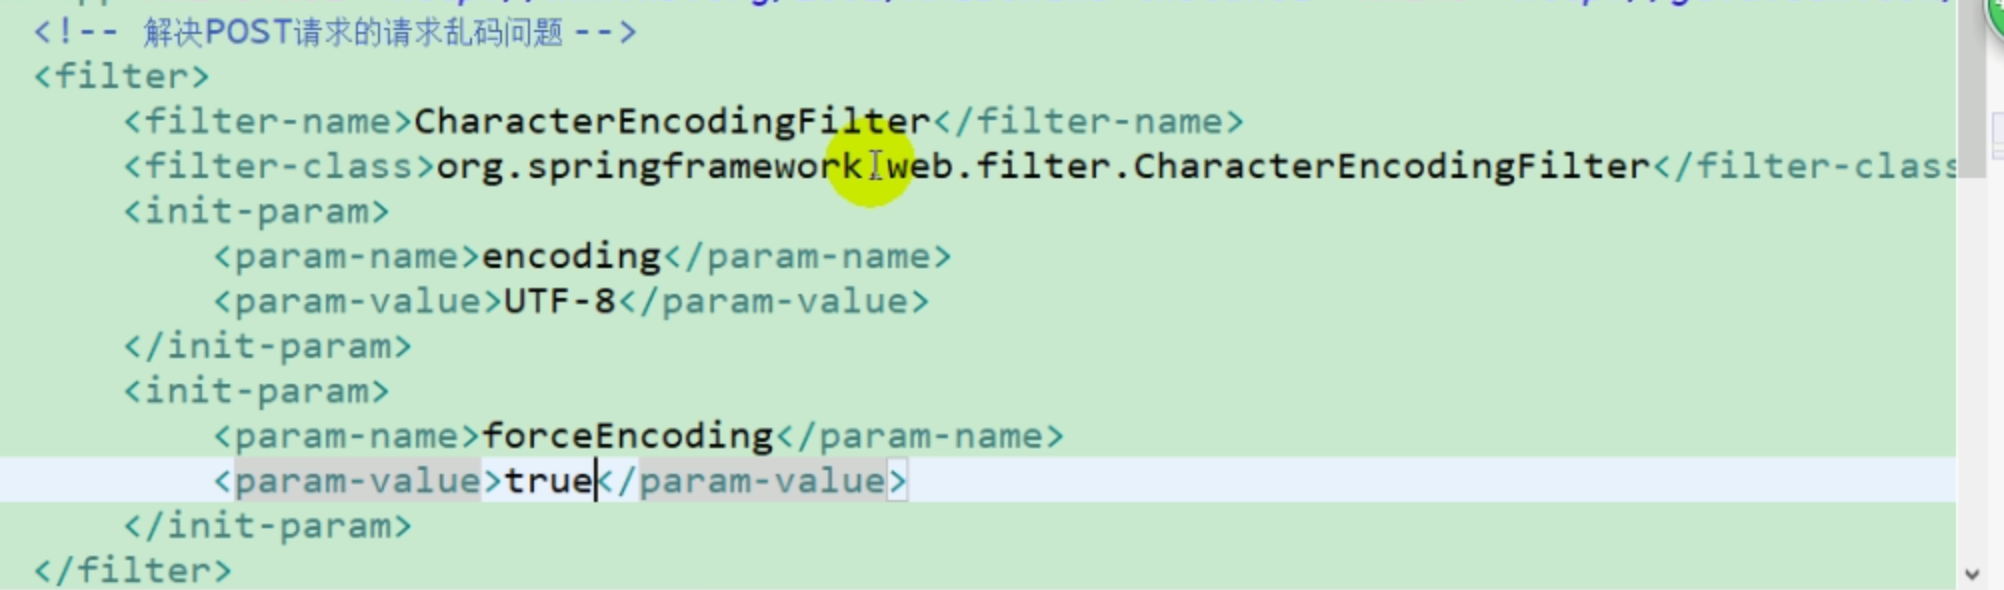 <!-- 解决POST请求的请求乱码问题 -->
<filter>
<filter-name>CharacterEncodingFilter</filter-name>
<filter-class>org.springframework.web.filter.CharacterEncodingFilter</filter-class
<init-param>
<param-name>encoding</param-name>
<param-value>UTF-8</param-value>
</init-param>
<init-param>
<param-name>forceEncoding</param-name>
<param-value>true</param-value>
</init-param>
</filter>